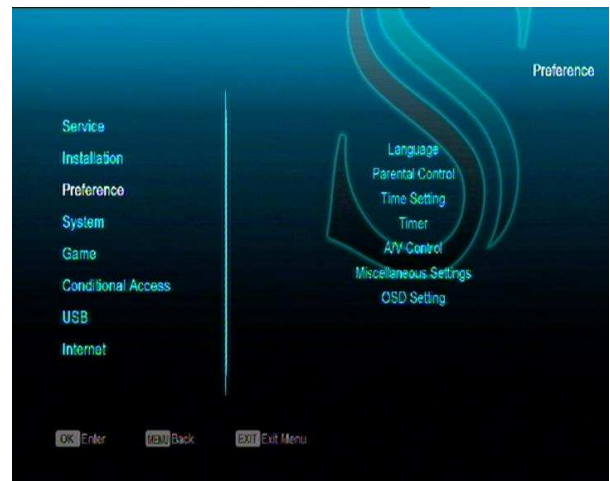 Preference
Service
Installation
Preference
System
Game
Conditional Access
USB
Internet
Language
Parental Control
Time Setting
Timer
A/V Control
Miscellaneous Settings
OSD Setting
OK Enter MENU Back EXIT Exit Menu